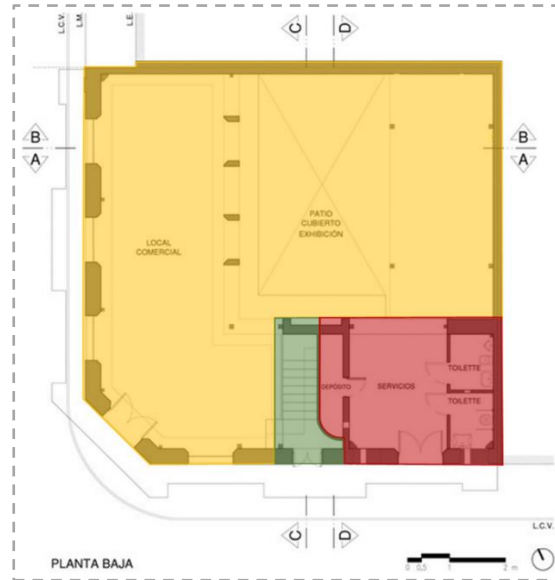 L.C.V.
L.M.
L.E.
C
D
B
A
B
A
LOCAL
COMERCIAL
PATIO
CUBIERTO
EXHIBICIÓN
DEPÓSITO
SERVICIOS
TOILETTE
TOILETTE
C
D
L.C.V.
PLANTA BAJA
0 0,5 1 2 m